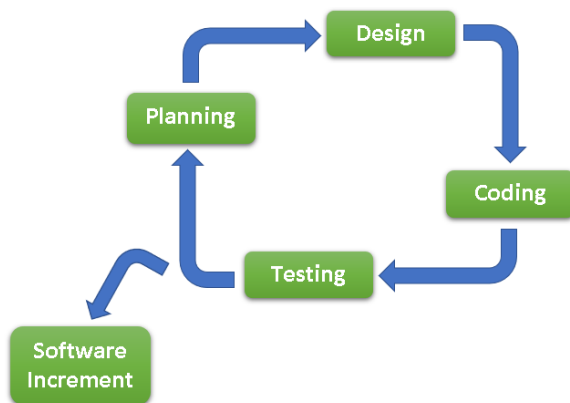 Design
Planning
Coding
Testing
Software
Increment